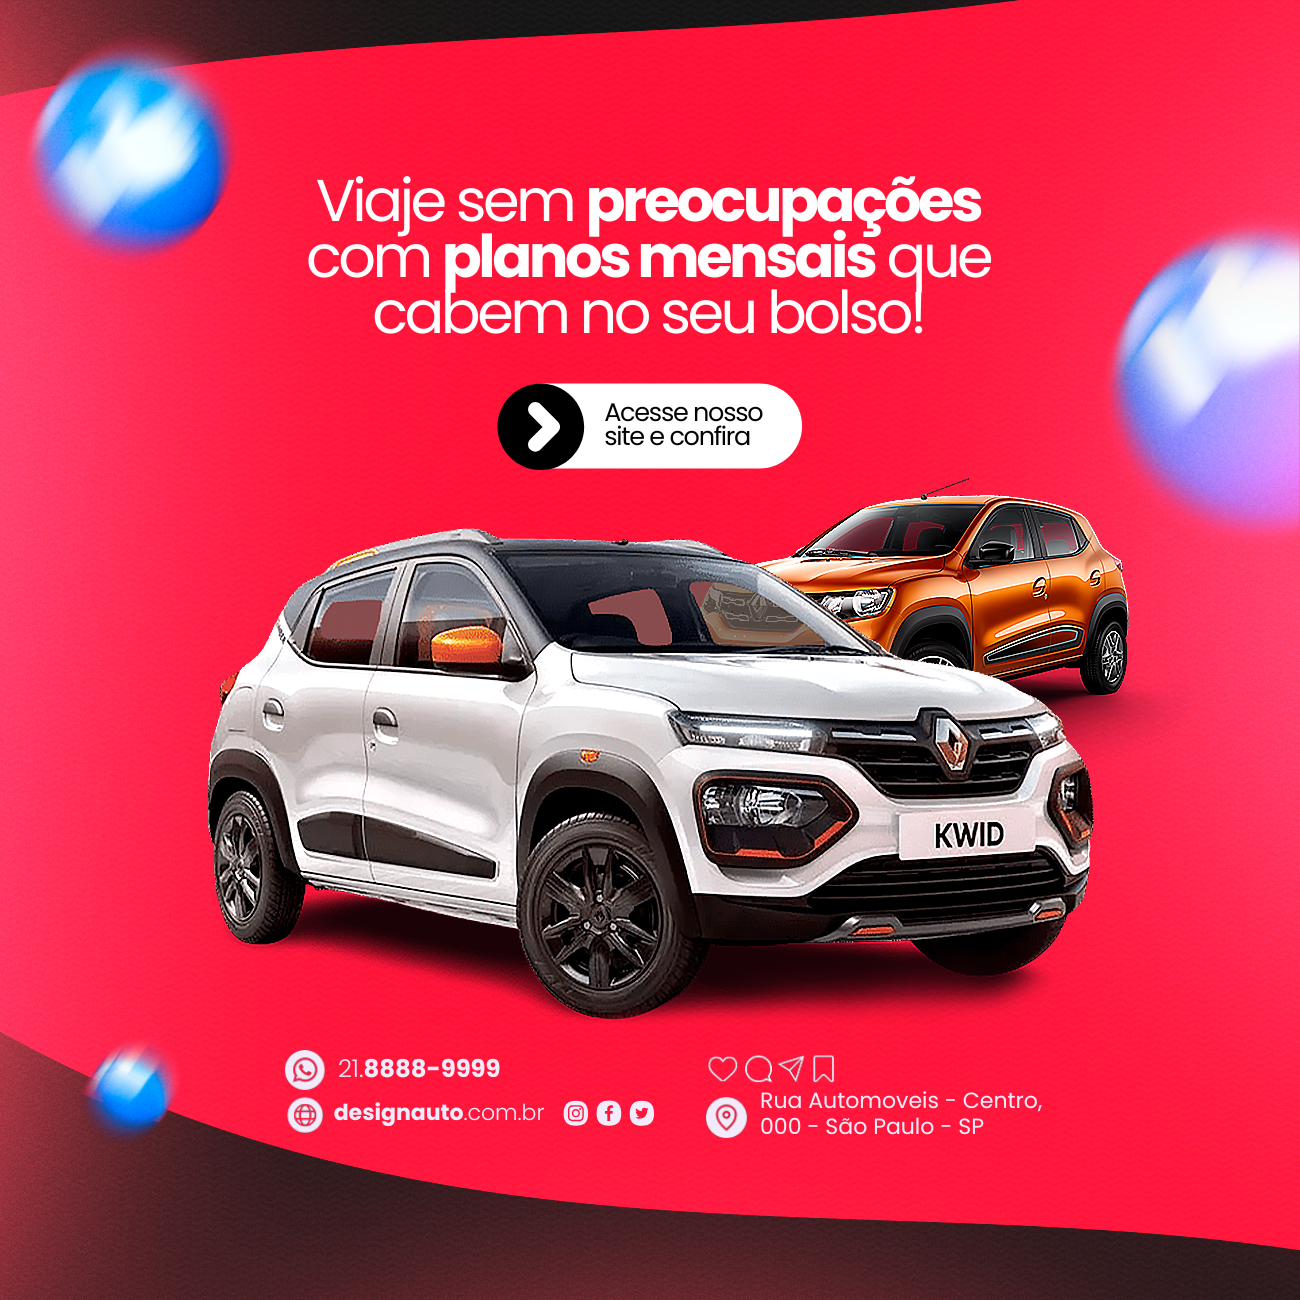 Viaje sem preocupações
com planos mensais que
cabem no seu bolso!
Acesse nosso
site e confira
KWID
21.8888-9999
designauto.com.br
Rua Automoveis - Centro,
000 - São Paulo - SP